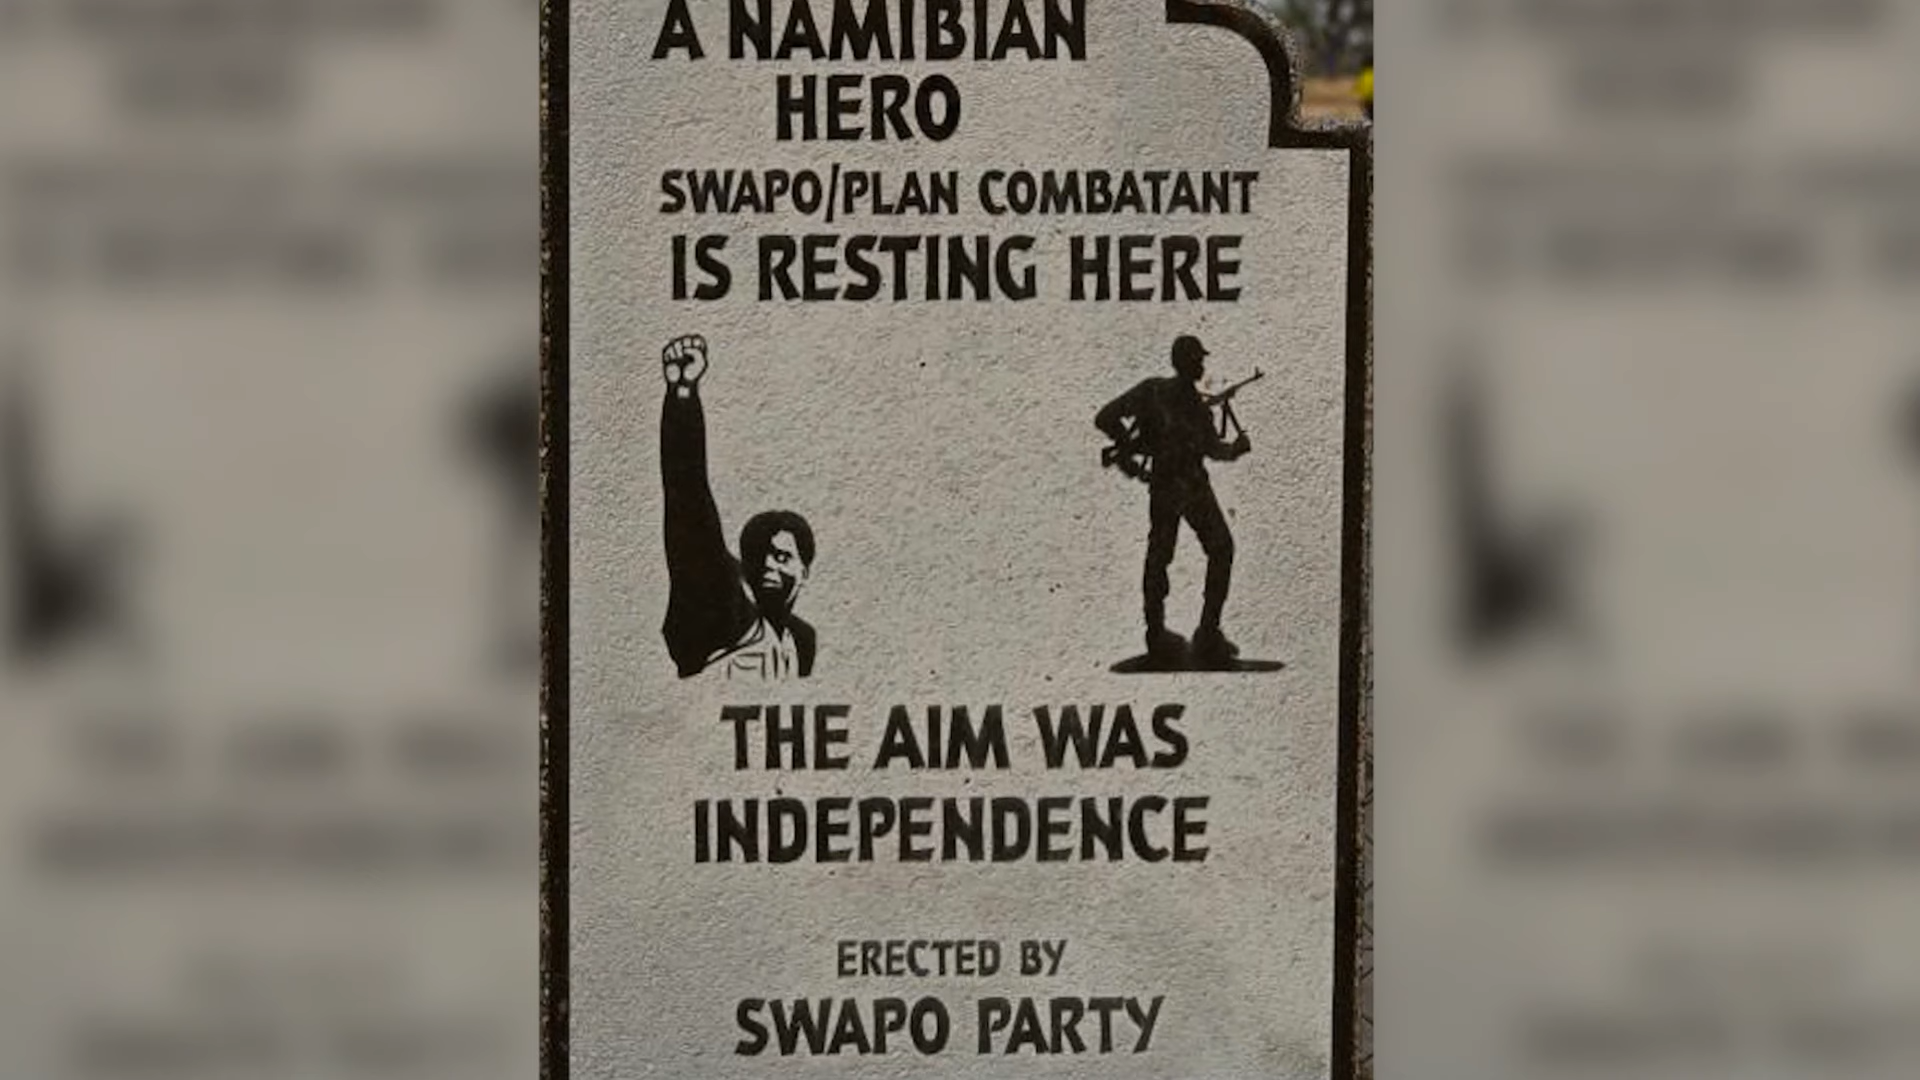 A NAMIBIAN
HERO
SWAPO/PLAN COMBATANT
IS RESTING HERE
THE AIM WAS
INDEPENDENCE
ERECTED BY
SWAPO PARTY